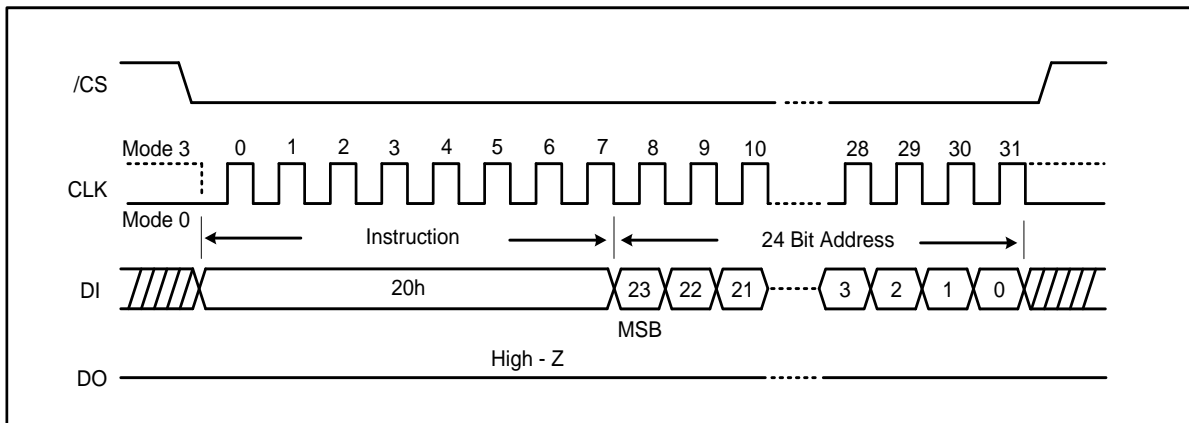 /CS
Mode 3 0 1 2 3 4 5 6 7 8 9 10 28 29 30 31
CLK
Mode 0
Instruction 24 Bit Address
DI 20h 23 22 21 3 2 1 0
MSB
High - Z
DO